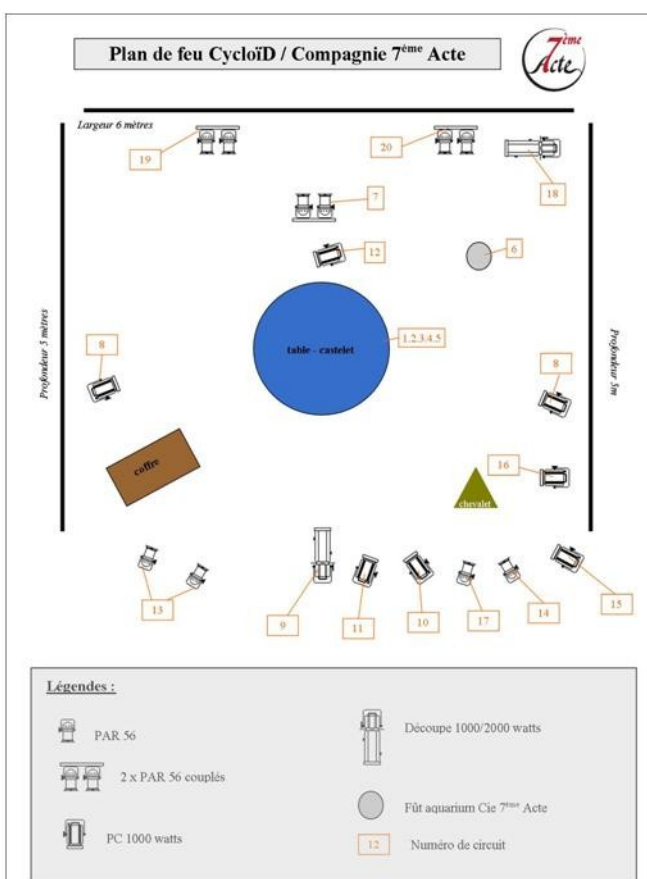 Plan de feu CycloïD / Compagnie 7ème Acte
7ème
Acte
Largeur 6 mètres
19
20
18
7
12
6
Profondeur 5 mètres
table - castelet
1.2.3.4.5
Profondeur 5m
8
8
coffre
16
chevalet
13
9
11
10
17
14
15
Légendes :
PAR 56
Découpe 1000/2000 watts
2 x PAR 56 couplés
Fût aquarium Cie 7ème Acte
PC 1000 watts
12
Numéro de circuit